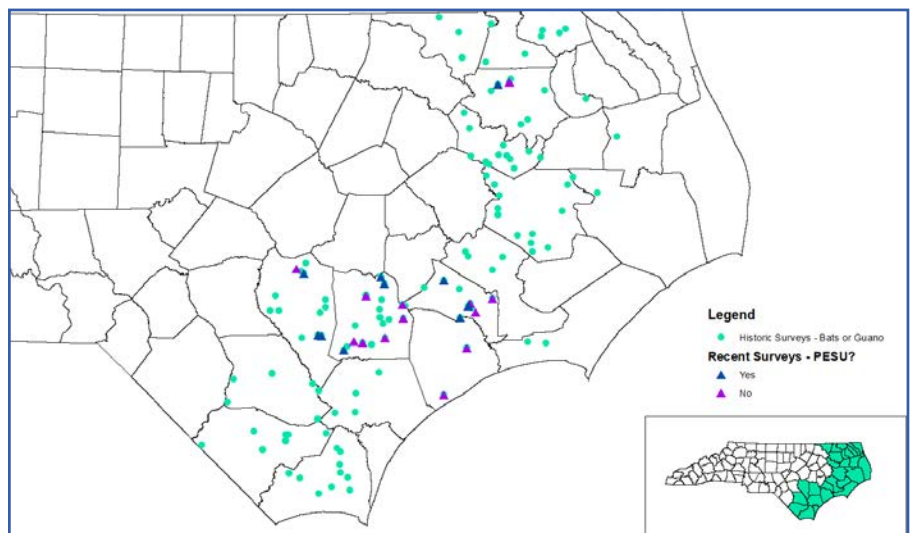 Legend
Historic Surveys - Bats or Guano
Recent Surveys - PESU?
Yes
No